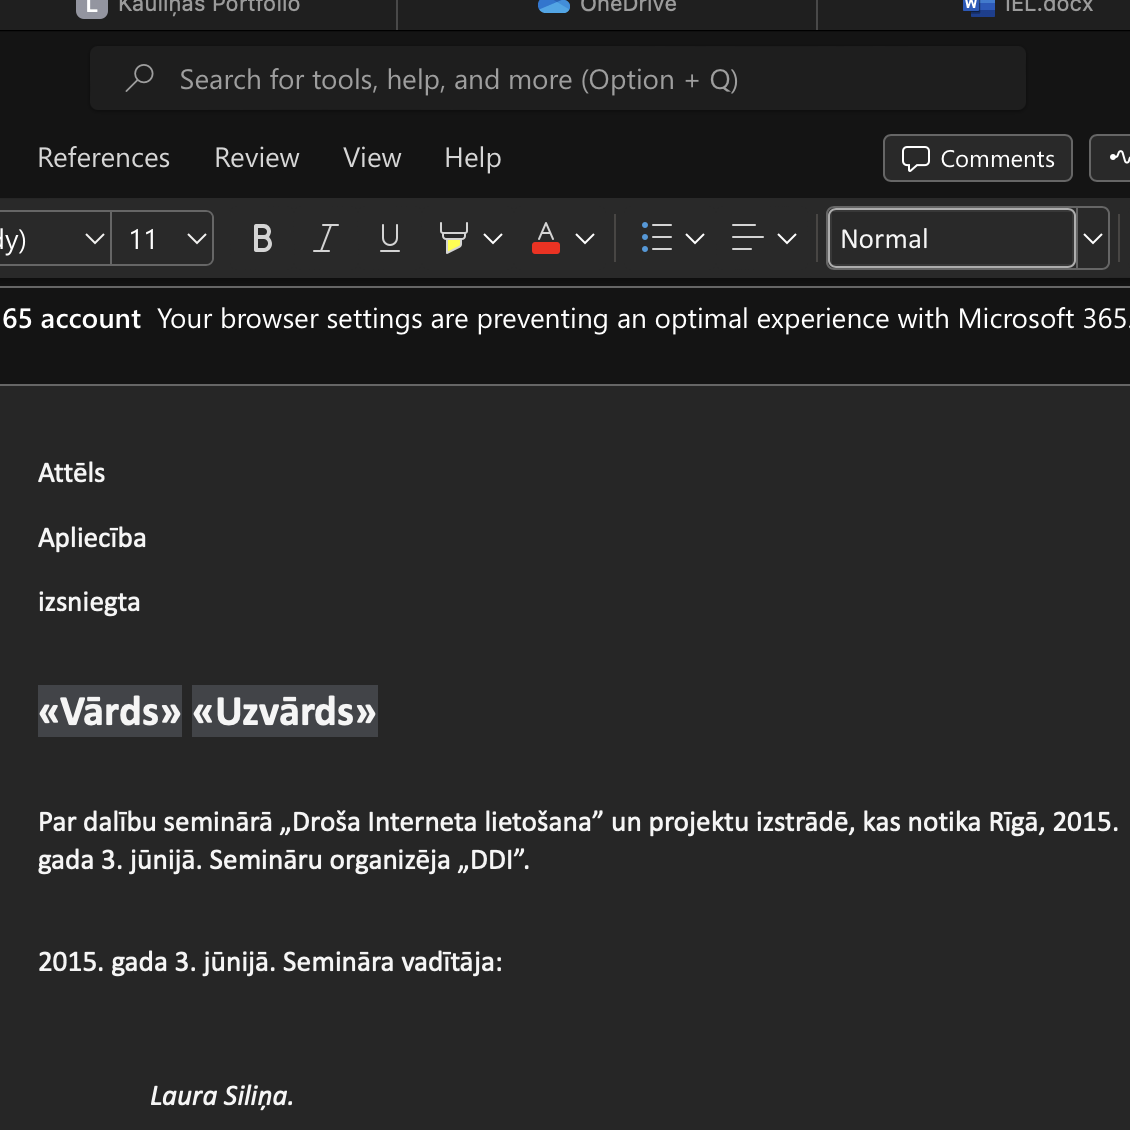 L Kauliņas Portfolio OneDrive W IEL.docx
Search for tools, help, and more (Option + Q)
References Review View Help Comments
dy) 11 B I U A Normal
65 account Your browser settings are preventing an optimal experience with Microsoft 365.
Attēls
Apliecība
izsniegta
«Vārds» «Uzvārds»
Par dalību seminārā „Droša Interneta lietošana” un projektu izstrādē, kas notika Rīgā, 2015.
gada 3. jūnijā. Semināru organizēja „DDI”.
2015. gada 3. jūnijā. Semināra vadītāja:
Laura Siliņa.